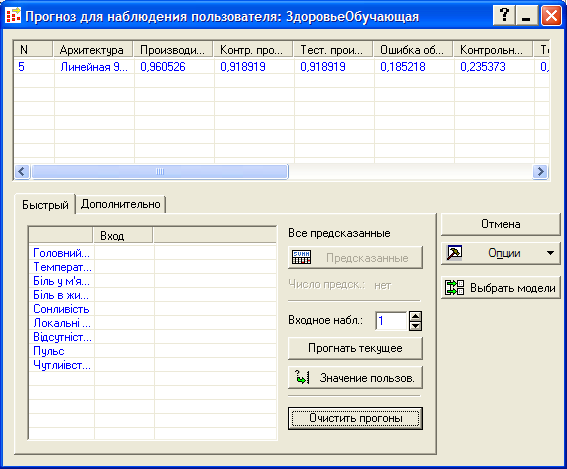 Прогноз для наблюдения пользователя: ЗдоровьеОбучающая
N Архитектура Производи... Контр. про... Тест. прои... Ошибка об... Контрольн... Те
5 Линейная 9... 0,960526 0,918919 0,918919 0,185218 0,235373 0,
Быстрый Дополнительно
Вход
Головний...
Температ...
Біль у м'я...
Біль в жи...
Сонливість
Локальні ...
Відсутніст...
Пульс
Чутливіст...
Все предсказанные
Предсказанные
Число предск.: нет
Входное набл.: 1
Прогнать текущее
Значение пользов.
Очистить прогоны
Отмена
Опции
Выбрать модели